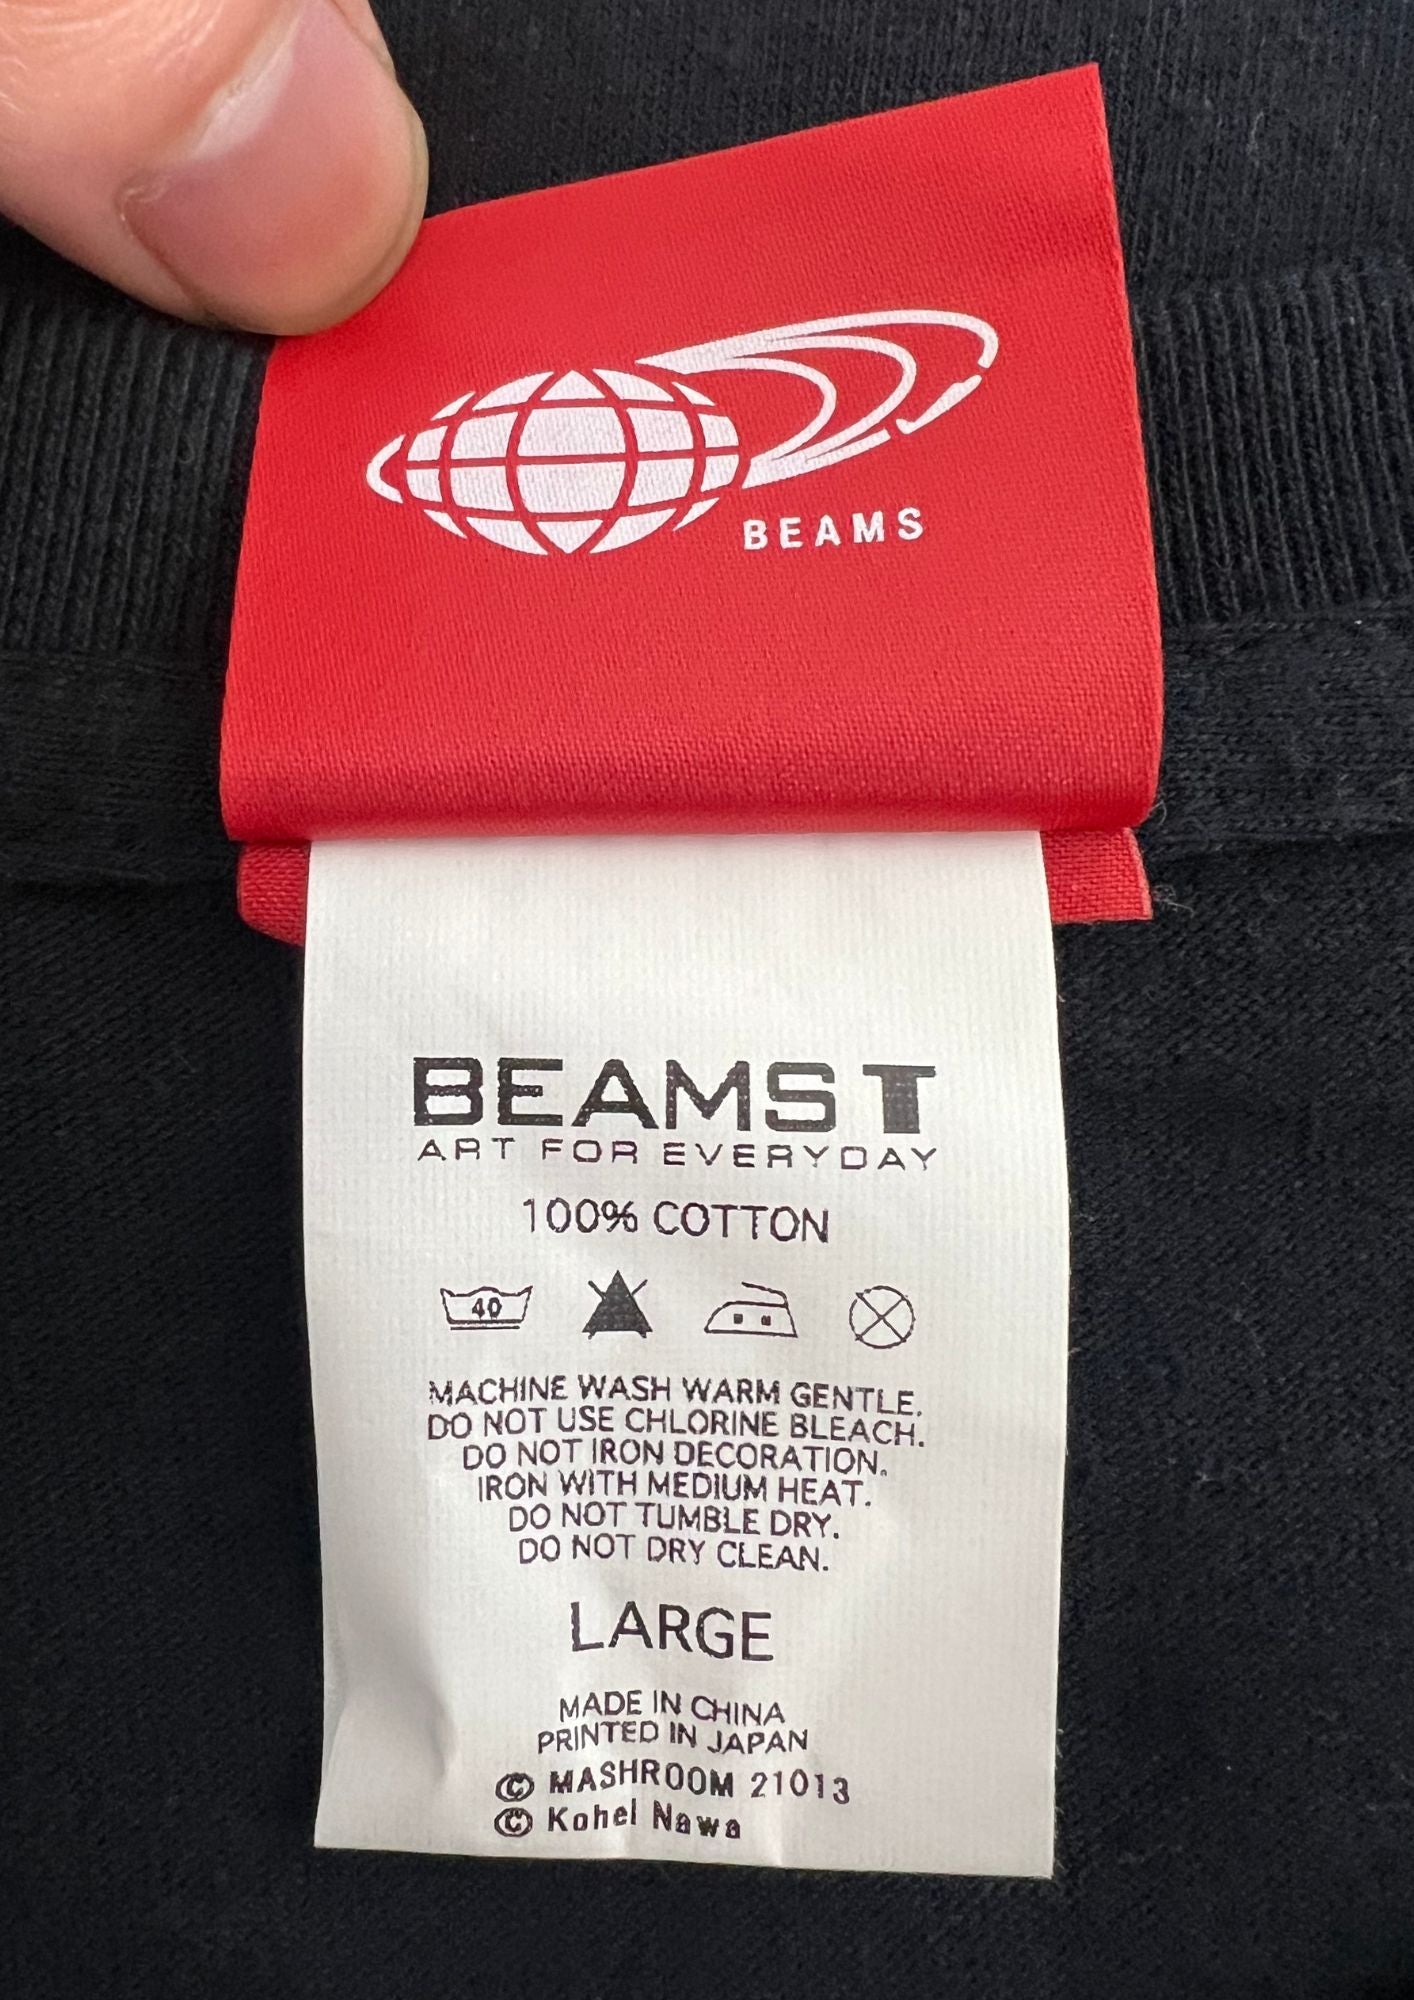 BEAMS
BEAMS T
ART FOR EVERYDAY
100% COTTON
40
MACHINE WASH WARM GENTLE.
DO NOT USE CHLORINE BLEACH.
DO NOT IRON DECORATION.
IRON WITH MEDIUM HEAT.
DO NOT TUMBLE DRY.
DO NOT DRY CLEAN.
LARGE
MADE IN CHINA
PRINTED IN JAPAN
© MASHROOM 21013
© Kohei Nawa